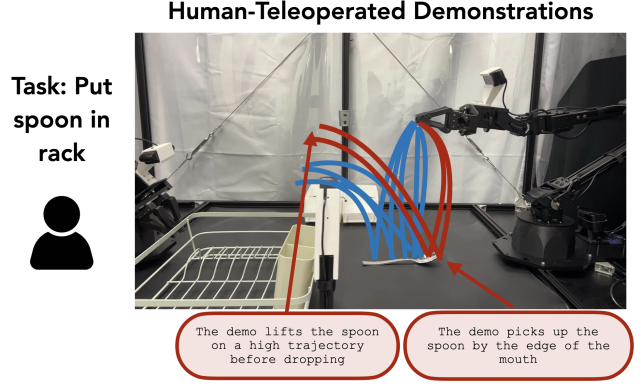 Human-Teleoperated Demonstrations
Task: Put
spoon in
rack
The demo lifts the spoon
on a high trajectory
before dropping
The demo picks up the
spoon by the edge of the
mouth